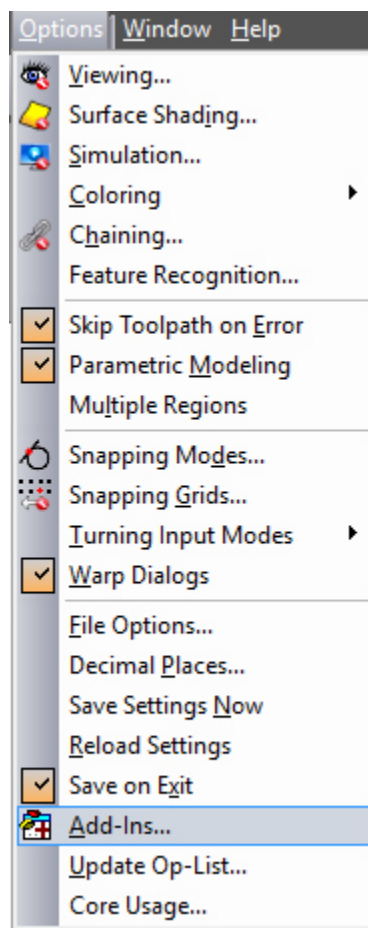 Options Window Help
Viewing...
Surface Shading...
Simulation...
Coloring
Chaining...
Feature Recognition...
Skip Toolpath on Error
Parametric Modeling
Multiple Regions
Snapping Modes...
Snapping Grids...
Turning Input Modes
Warp Dialogs
File Options...
Decimal Places...
Save Settings Now
Reload Settings
Save on Exit
Add-Ins...
Update Op-List...
Core Usage...